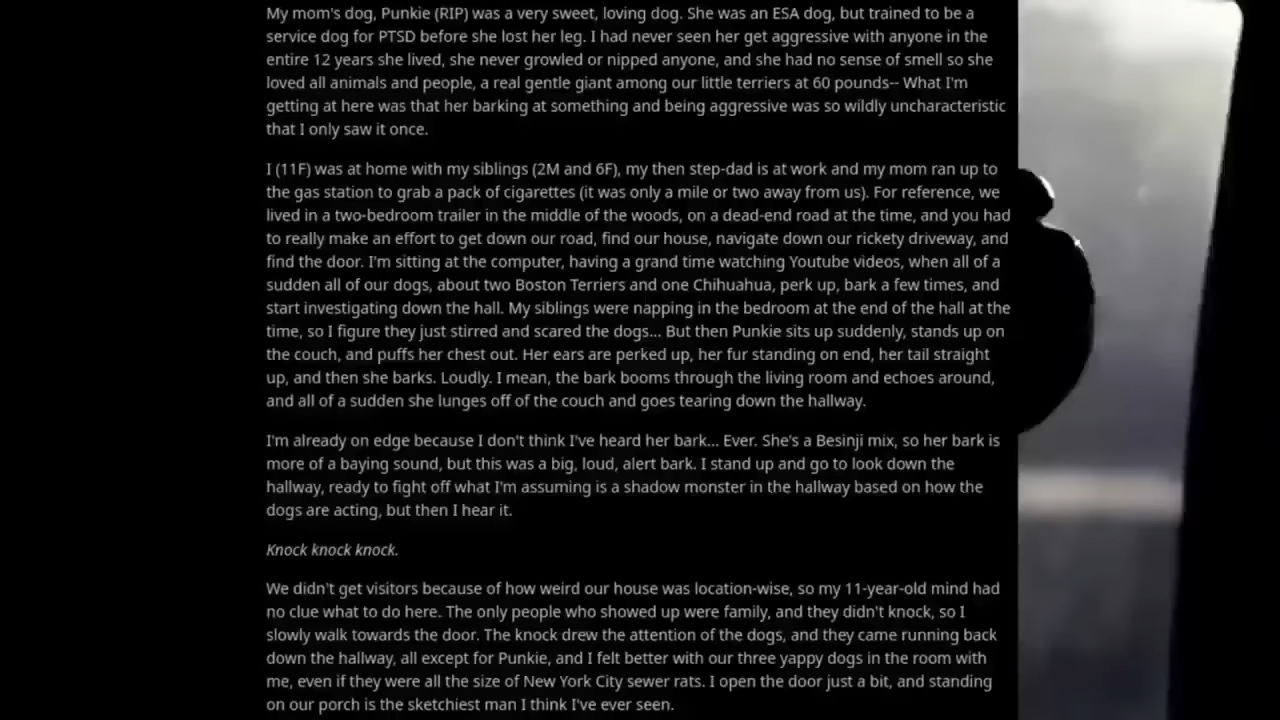 My mom's dog, Punkie (RIP) was a very sweet, loving dog. She was an ESA dog, but trained to be a
service dog for PTSD before she lost her leg. I had never seen her get aggressive with anyone in the
entire 12 years she lived, she never growled or nipped anyone, and she had no sense of smell so she
loved all animals and people, a real gentle giant among our little terriers at 60 pounds-- What I'm
getting at here was that her barking at something and being aggressive was so wildly uncharacteristic
that I only saw it once.
I (11F) was at home with my siblings (2M and 6F), my then step-dad is at work and my mom ran up to
the gas station to grab a pack of cigarettes (it was only a mile or two away from us). For reference, we
lived in a two-bedroom trailer in the middle of the woods, on a dead-end road at the time, and you had
to really make an effort to get down our road, find our house, navigate down our rickety driveway, and
find the door. I'm sitting at the computer, having a grand time watching Youtube videos, when all of a
sudden all of our dogs, about two Boston Terriers and one Chihuahua, perk up, bark a few times, and
start investigating down the hall. My siblings were napping in the bedroom at the end of the hall at the
time, so I figure they just stirred and scared the dogs... But then Punkie sits up suddenly, stands up on
the couch, and puffs her chest out. Her ears are perked up, her fur standing on end, her tail straight
up, and then she barks. Loudly. I mean, the bark booms through the living room and echoes around,
and all of a sudden she lunges off of the couch and goes tearing down the hallway.
I'm already on edge because I don't think I've heard her bark... Ever. She's a Besinji mix, so her bark is
more of a baying sound, but this was a big, loud, alert bark. I stand up and go to look down the
hallway, ready to fight off what I'm assuming is a shadow monster in the hallway based on how the
dogs are acting, but then I hear it.
Knock knock knock.
We didn't get visitors because of how weird our house was location-wise, so my 11-year-old mind had
no clue what to do here. The only people who showed up were family, and they didn't knock, so I
slowly walk towards the door. The knock drew the attention of the dogs, and they came running back
down the hallway, all except for Punkie, and I felt better with our three yappy dogs in the room with
me, even if they were all the size of New York City sewer rats. I open the door just a bit, and standing
on our porch is the sketchiest man I think I've ever seen.